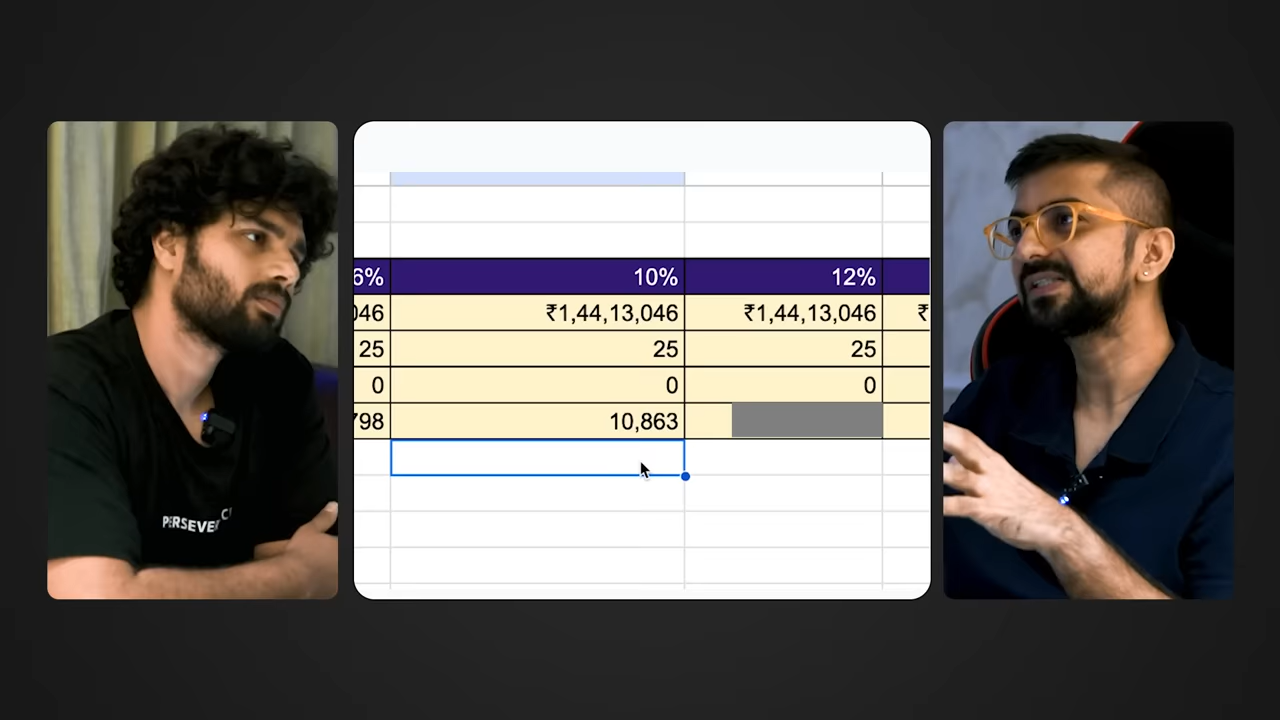 6% 10% 12%
046 ₹1,44,13,046 ₹1,44,13,046 ₹
25 25 25
0 0
798 10,863
PERSEVE